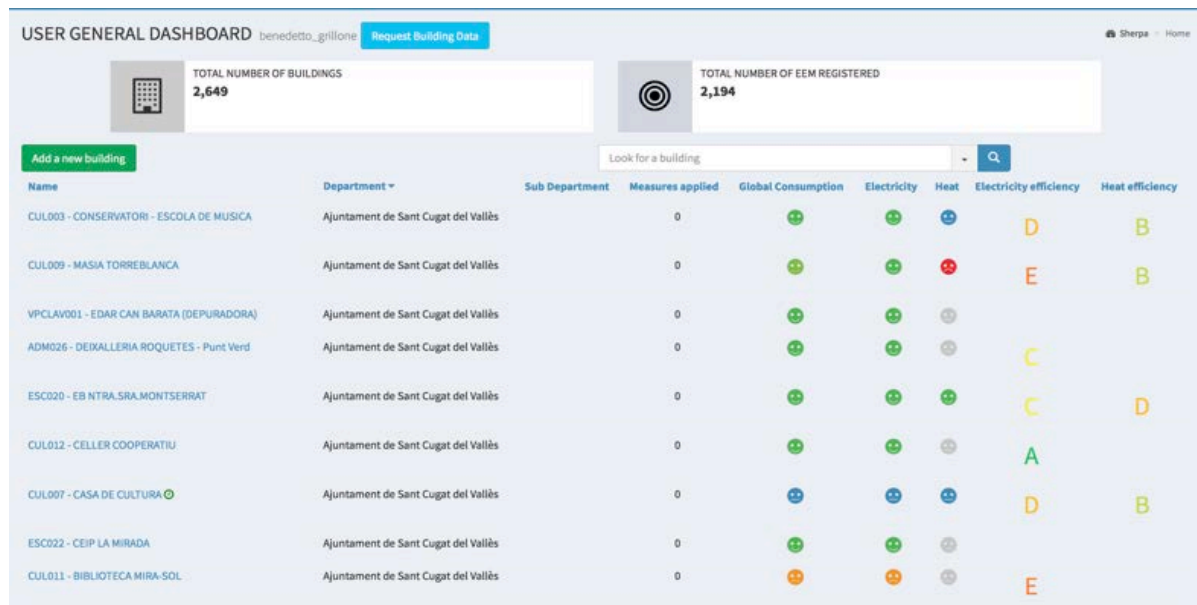 USER GENERAL DASHBOARD benedetto_grillone Request Building Data Sherpa Home
TOTAL NUMBER OF BUILDINGS
2,649
TOTAL NUMBER OF EEM REGISTERED
2,194
Add a new building Look for a building
Name Department Sub Department Measures applied Global Consumption Electricity Heat Electricity efficiency Heat efficiency
CUL003 - CONSERVATORI - ESCOLA DE MUSICA Ajuntament de Sant Cugat del Vallès 0 D B
CUL009 - MASIA TORREBLANCA Ajuntament de Sant Cugat del Vallès 0 E B
VPCLAV001 - EDAR CAN BARATA (DEPURADORA) Ajuntament de Sant Cugat del Vallès 0
ADM026 - DEIXALLERIA ROQUETES - Punt Verd Ajuntament de Sant Cugat del Vallès 0 C
ESC020 - EB NTRA.SRA.MONTSERRAT Ajuntament de Sant Cugat del Vallès 0 C D
CUL012 - CELLER COOPERATIU Ajuntament de Sant Cugat del Vallès 0 A
CUL007 - CASA DE CULTURA Ajuntament de Sant Cugat del Vallès 0 D B
ESC022 - CEIP LA MIRADA Ajuntament de Sant Cugat del Vallès 0
CUL011 - BIBLIOTECA MIRA-SOL Ajuntament de Sant Cugat del Vallès 0 E